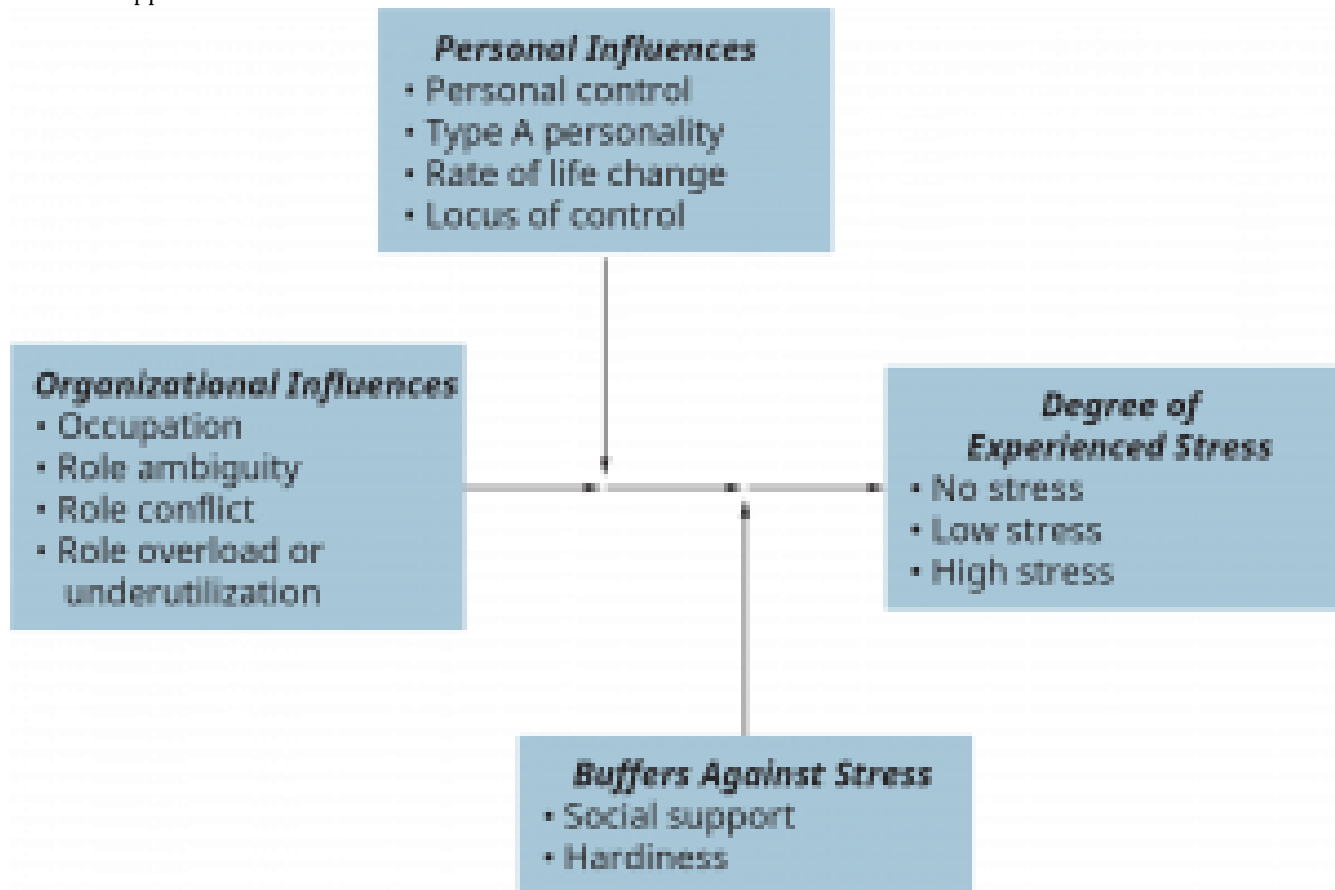 Personal Influences
• Personal control
• Type A personality
• Rate of life change
• Locus of control
Organizational Influences
• Occupation
• Role ambiguity
• Role conflict
• Role overload or
underutilization
Degree of
Experienced Stress
• No stress
• Low stress
• High stress
Buffers Against Stress
• Social support
• Hardiness